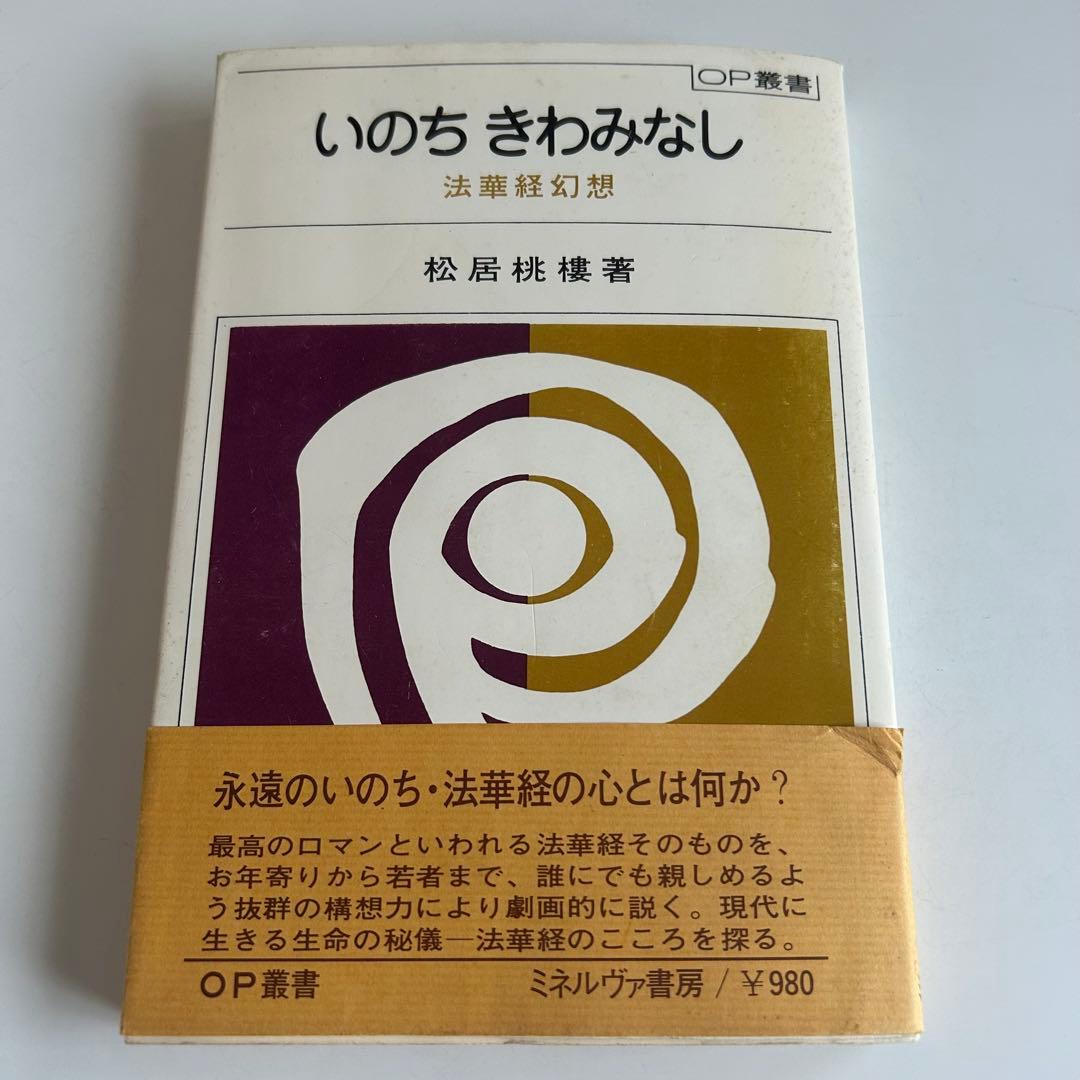 OP叢書
いのち きわみなし
法華経幻想
松居桃樓著
永遠のいのち・法華経の心とは何か?
最高のロマンといわれる法華経そのものを、
お年寄りから若者まで、誰にでも親しめるよ
う抜群の構想力により劇画的に説く。現代に
生きる生命の秘儀―法華経のこころを探る。
OP叢書
ミネルヴァ書房/¥980